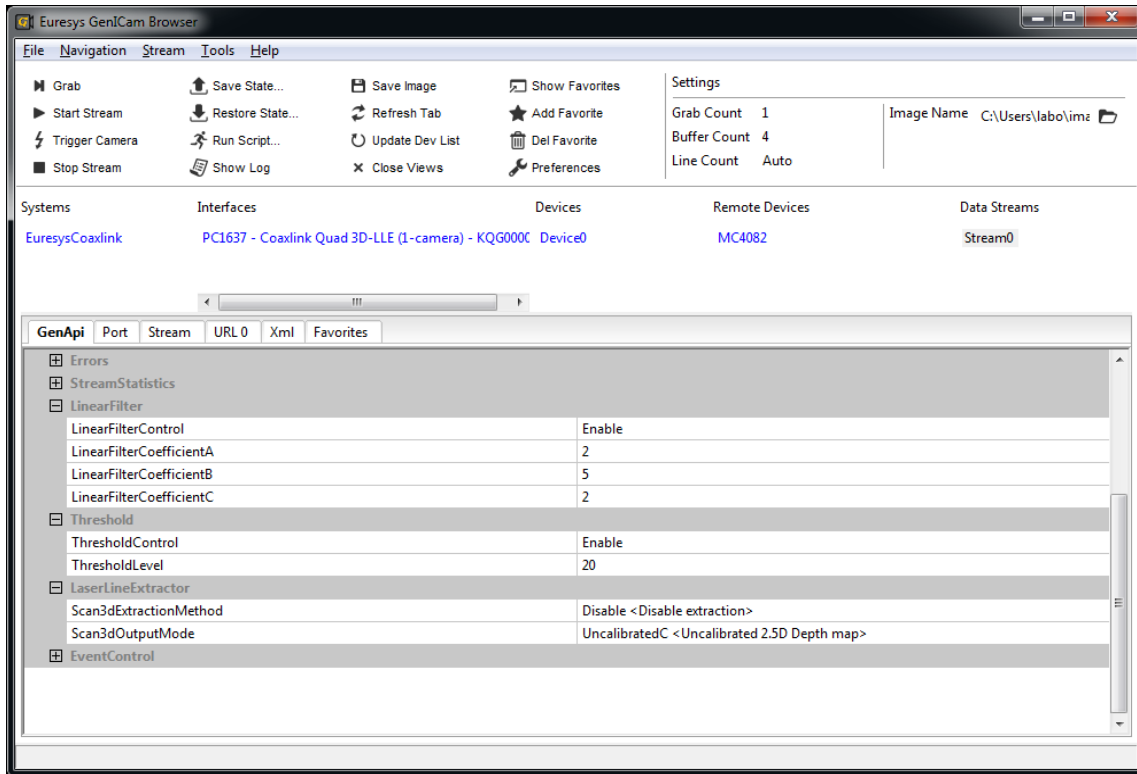 Euresys GenICam Browser
File Navigation Stream Tools Help
Grab Save State... Save Image Show Favorites Settings
Start Stream Restore State... Refresh Tab Add Favorite Grab Count 1 Image Name C:\Users\labo\ima
Trigger Camera Run Script... Update Dev List Del Favorite Buffer Count 4
Stop Stream Show Log Close Views Preferences Line Count Auto
Systems Interfaces Devices Remote Devices Data Streams
EuresysCoaxlink PC1637 - Coaxlink Quad 3D-LLE (1-camera) - KQG0000 Device0 MC4082 Stream0
GenApi Port Stream URL 0 Xml Favorites
Errors
StreamStatistics
LinearFilter
LinearFilterControl Enable
LinearFilterCoefficientA 2
LinearFilterCoefficientB 5
LinearFilterCoefficientC 2
Threshold
ThresholdControl Enable
ThresholdLevel 20
LaserLineExtractor
Scan3dExtractionMethod Disable <Disable extraction>
Scan3dOutputMode UncalibratedC <Uncalibrated 2.5D Depth map>
EventControl